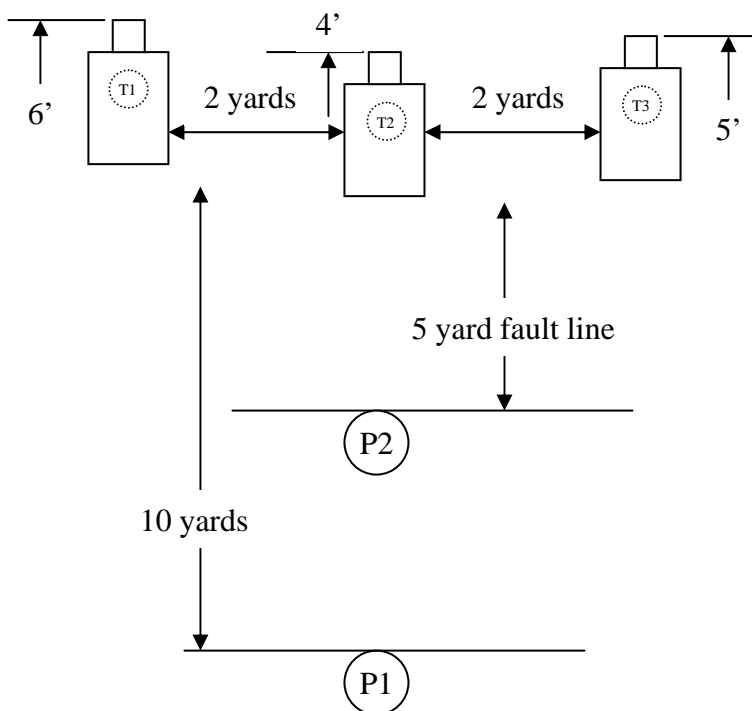 4’
T1
T2
T3
6’
2 yards
2 yards
5’
5 yard fault line
P2
10 yards
P1